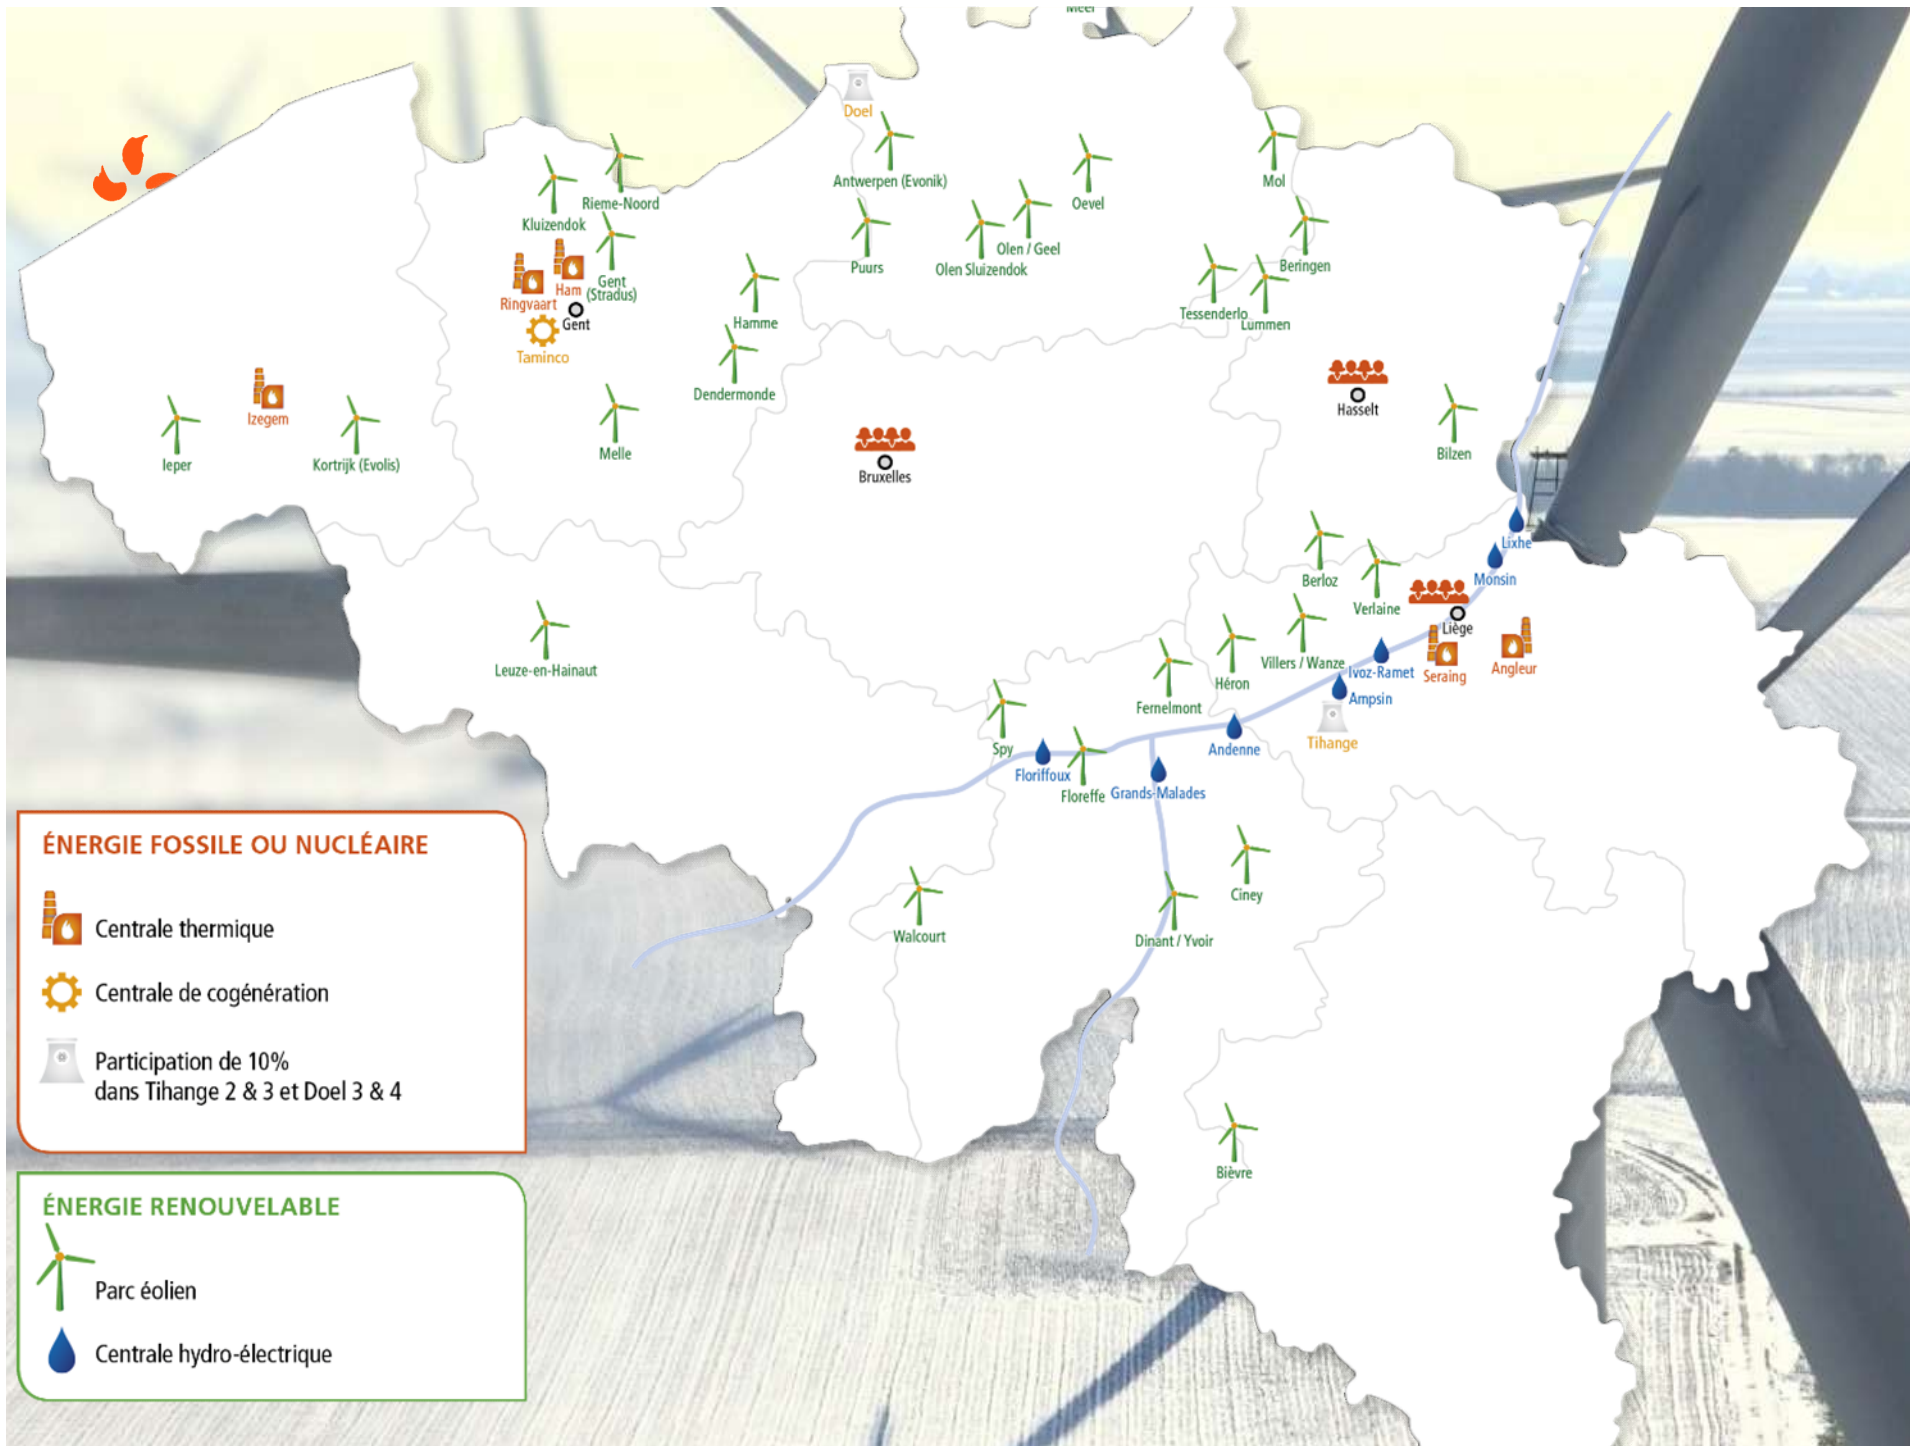 Meer
Doel
Antwerpen (Evonik)
Mol
Oevel
Rieme-Noord
Kluizendok
Olen / Geel
Puurs
Olen Sluizendok
Beringen
Gent
(Stradus)
Ham
Ringvaart
Gent
Tessenderlo
Lummen
Hamme
Taminco
Dendermonde
Hasselt
Izegem
Ieper
Kortrijk (Evolis)
Melle
Bilzen
Bruxelles
Lixhe
Monsin
Berloz
Verlaine
Liège
Leuze-en-Hainaut
Villers / Wanze
Ivoz-Ramet
Seraing
Angleur
Héron
Ampsin
Fernelmont
Tihange
Spy
Andenne
Floriffoux
Floreffe
Grands-Malades
Ciney
Walcourt
Dinant / Yvoir
Bièvre
ÉNERGIE FOSSILE OU NUCLÉAIRE
Centrale thermique
Centrale de cogénération
Participation de 10%
dans Tihange 2 & 3 et Doel 3 & 4
ÉNERGIE RENOUVELABLE
Parc éolien
Centrale hydro-électrique